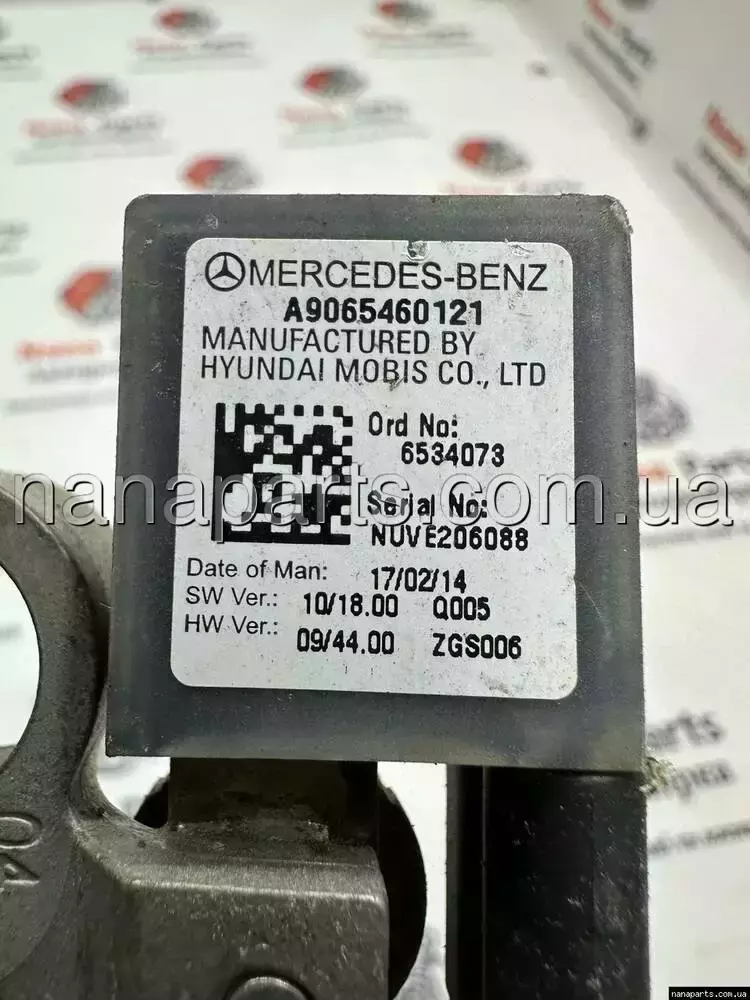 MERCEDES-BENZ
A9065460121
MANUFACTURED BY
HYUNDAI MOBIS CO., LTD
Ord No:
6534073
Serial No:
NUVE206088
Date of Man: 17/02/14
SW Ver.: 10/18.00 Q005
HW Ver.: 09/44.00 ZGS006
nanaparts.com.ua
04
nanaparts.com.ua